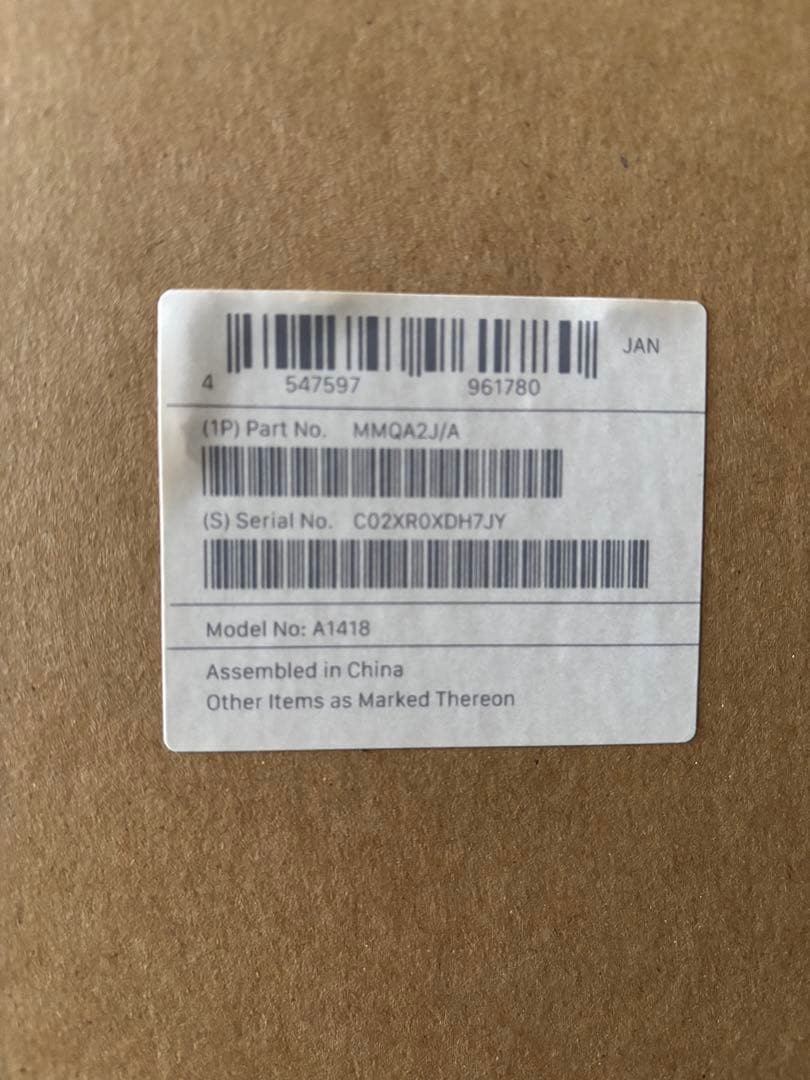 JAN
4 547597 961780
(1P) Part No. MMQA2J/A
(S) Serial No. C02XR0XDH7JY
Model No: A1418
Assembled in China
Other Items as Marked Thereon